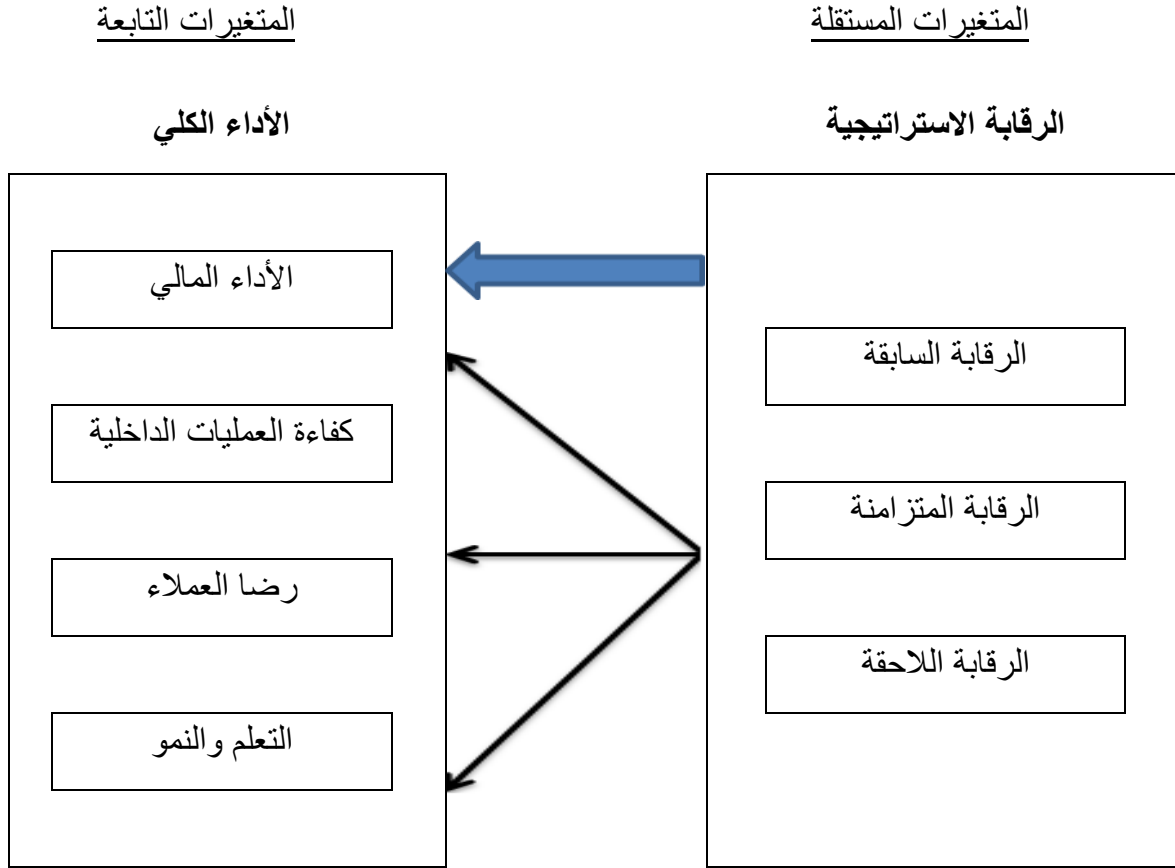 المتغيرات المستقلة
المتغيرات التابعة
الرقابة الاستراتيجية
الأداء الكلي
الرقابة السابقة
الرقابة المتزامنة
الرقابة اللاحقة
الأداء المالي
كفاءة العمليات الداخلية
رضا العملاء
التعلم والنمو